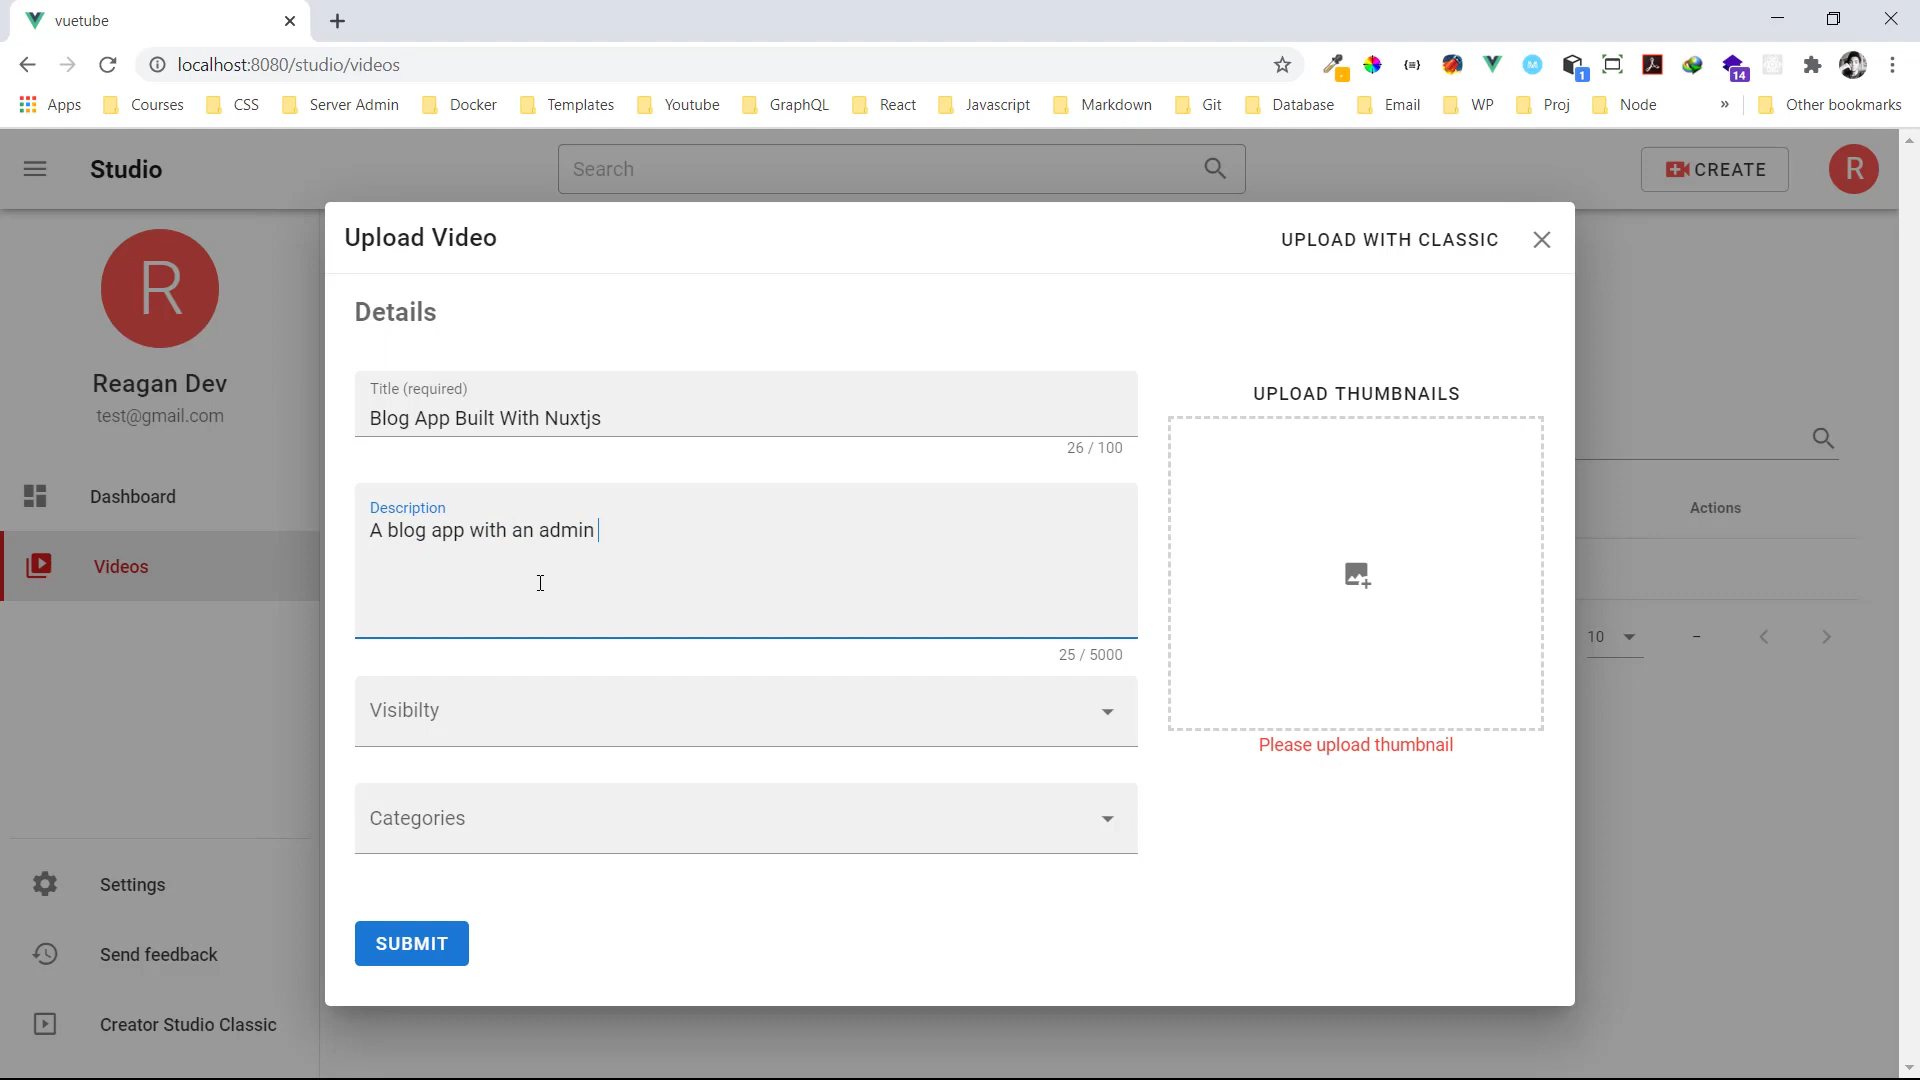 vuetube
localhost:8080/studio/videos
14
1
Apps Courses CSS Server Admin Docker Templates Youtube GraphQL React Javascript Markdown Git Database Email WP Proj Node » Other bookmarks
Studio
Search
CREATE
R
R
Reagan Dev
test@gmail.com
Dashboard
Videos
Settings
Send feedback
Creator Studio Classic
Upload Video
UPLOAD WITH CLASSIC
Details
Title (required)
Blog App Built With Nuxtjs
26 / 100
Description
A blog app with an admin
25 / 5000
Visibilty
Categories
SUBMIT
UPLOAD THUMBNAILS
Please upload thumbnail
Actions
10
–